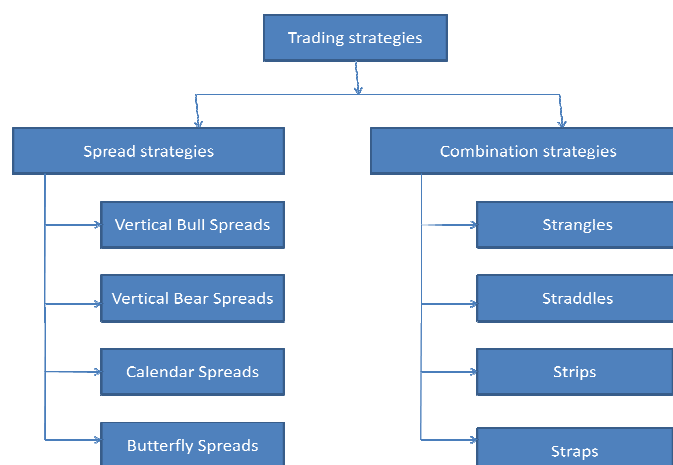 Trading strategies
Spread strategies
Combination strategies
Vertical Bull Spreads
Strangles
Vertical Bear Spreads
Straddles
Calendar Spreads
Strips
Butterfly Spreads
Straps